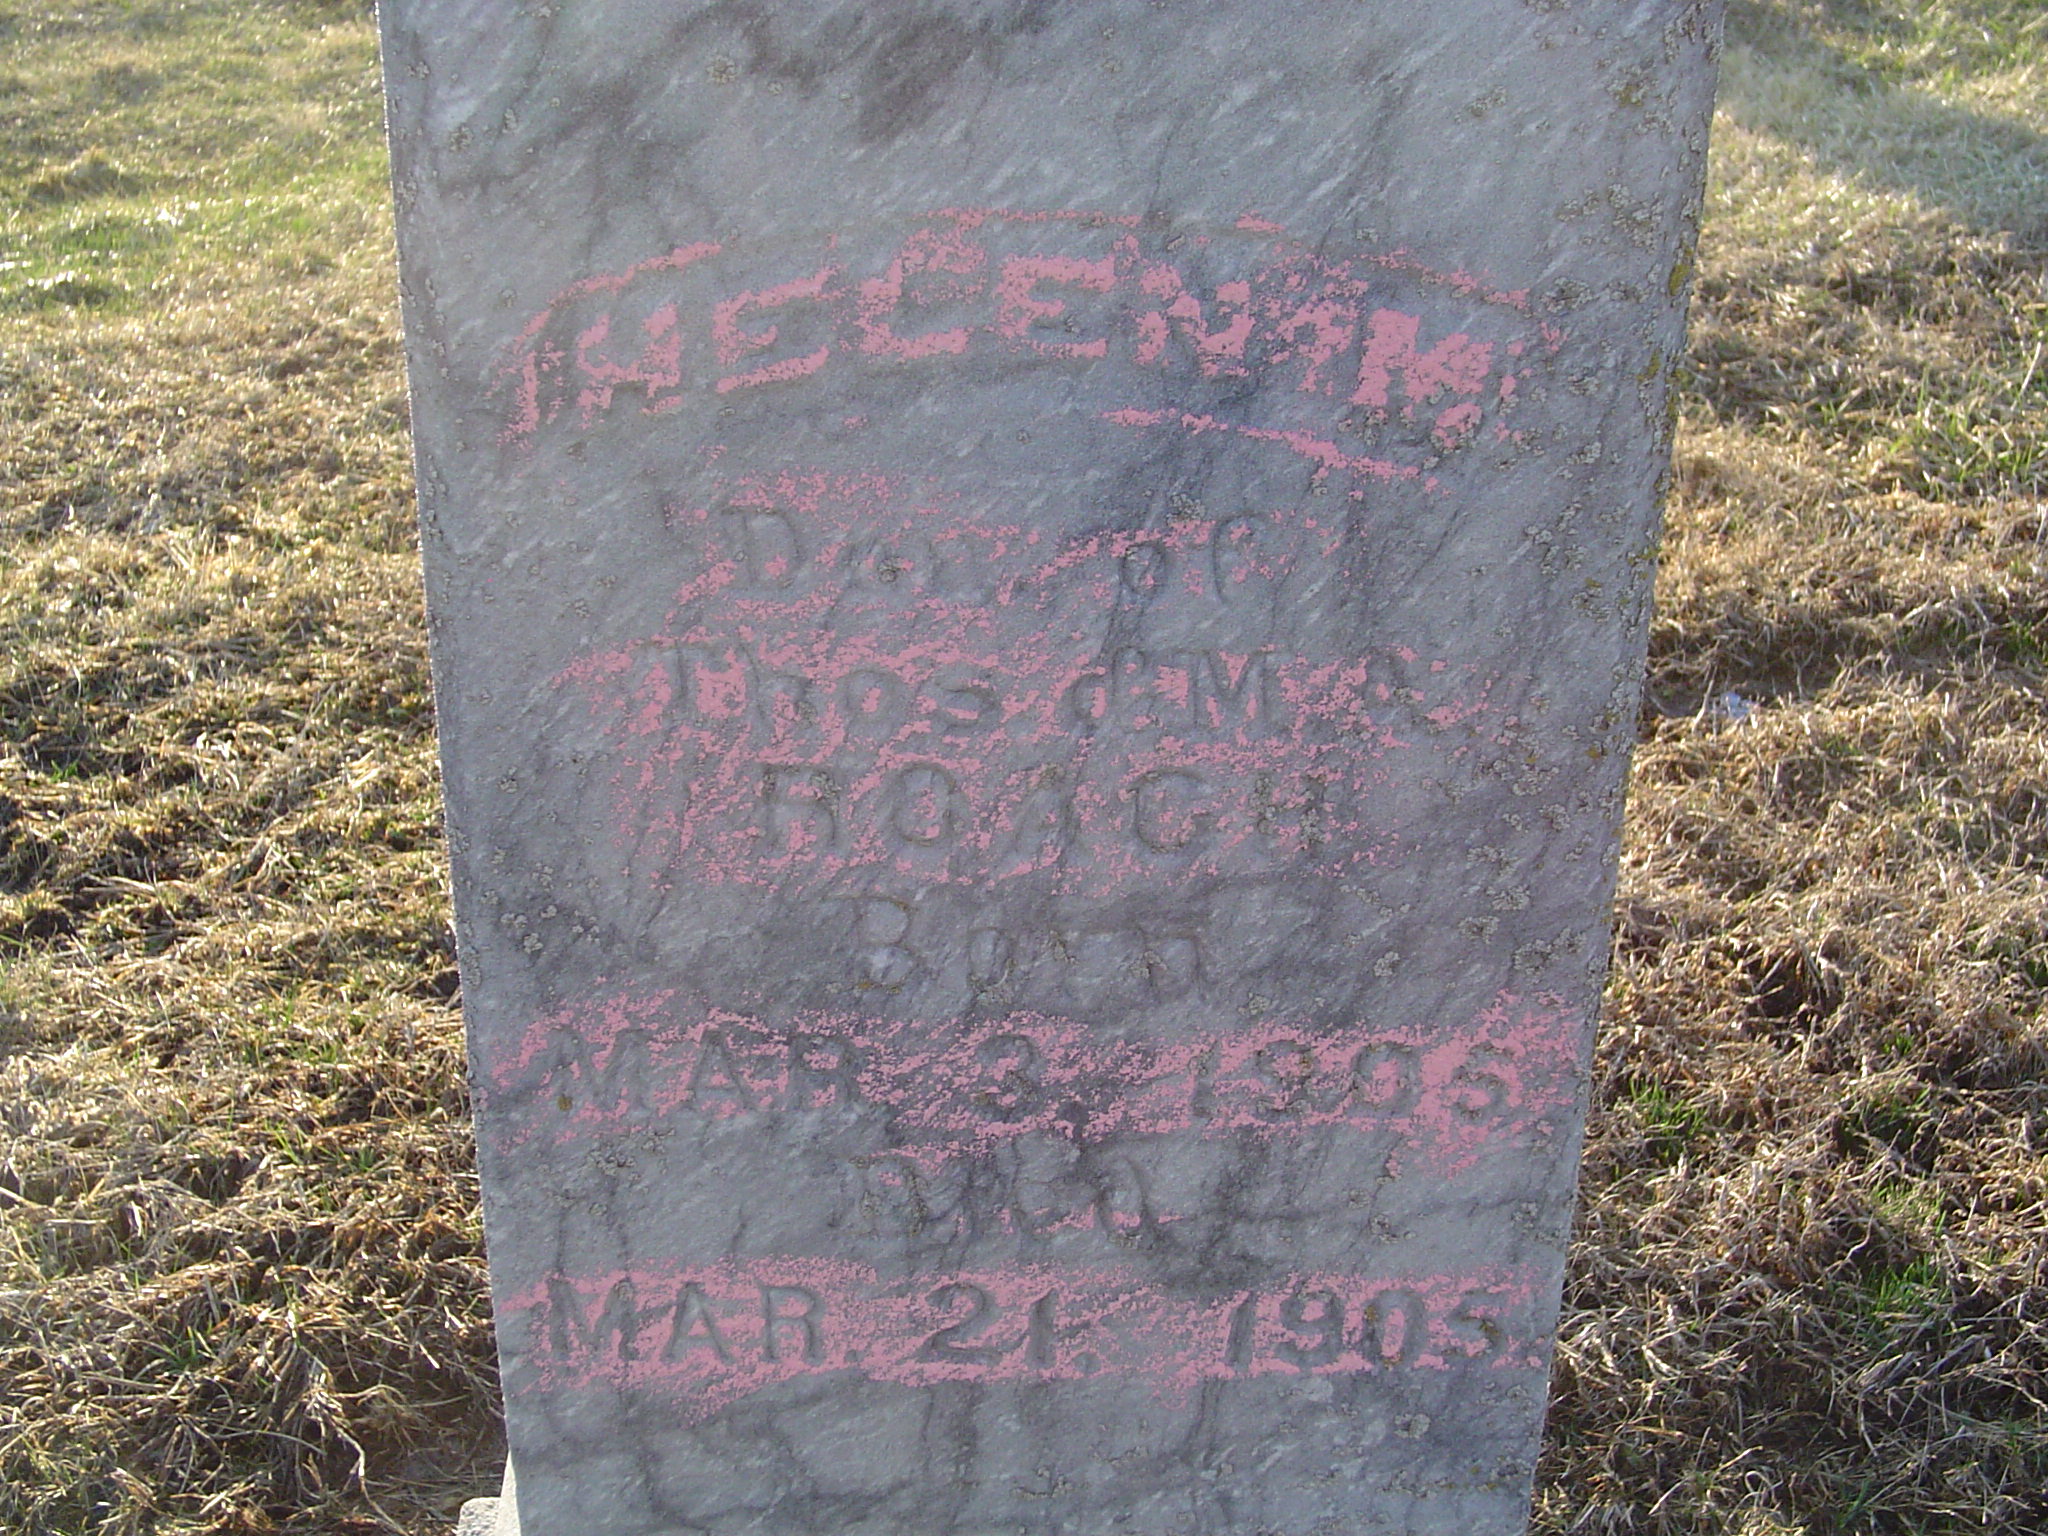 HELEN M.
Dau. of
Thos. & M. A.
ROACH
Born
MAR. 3, 1905
Died
MAR. 21. 1905